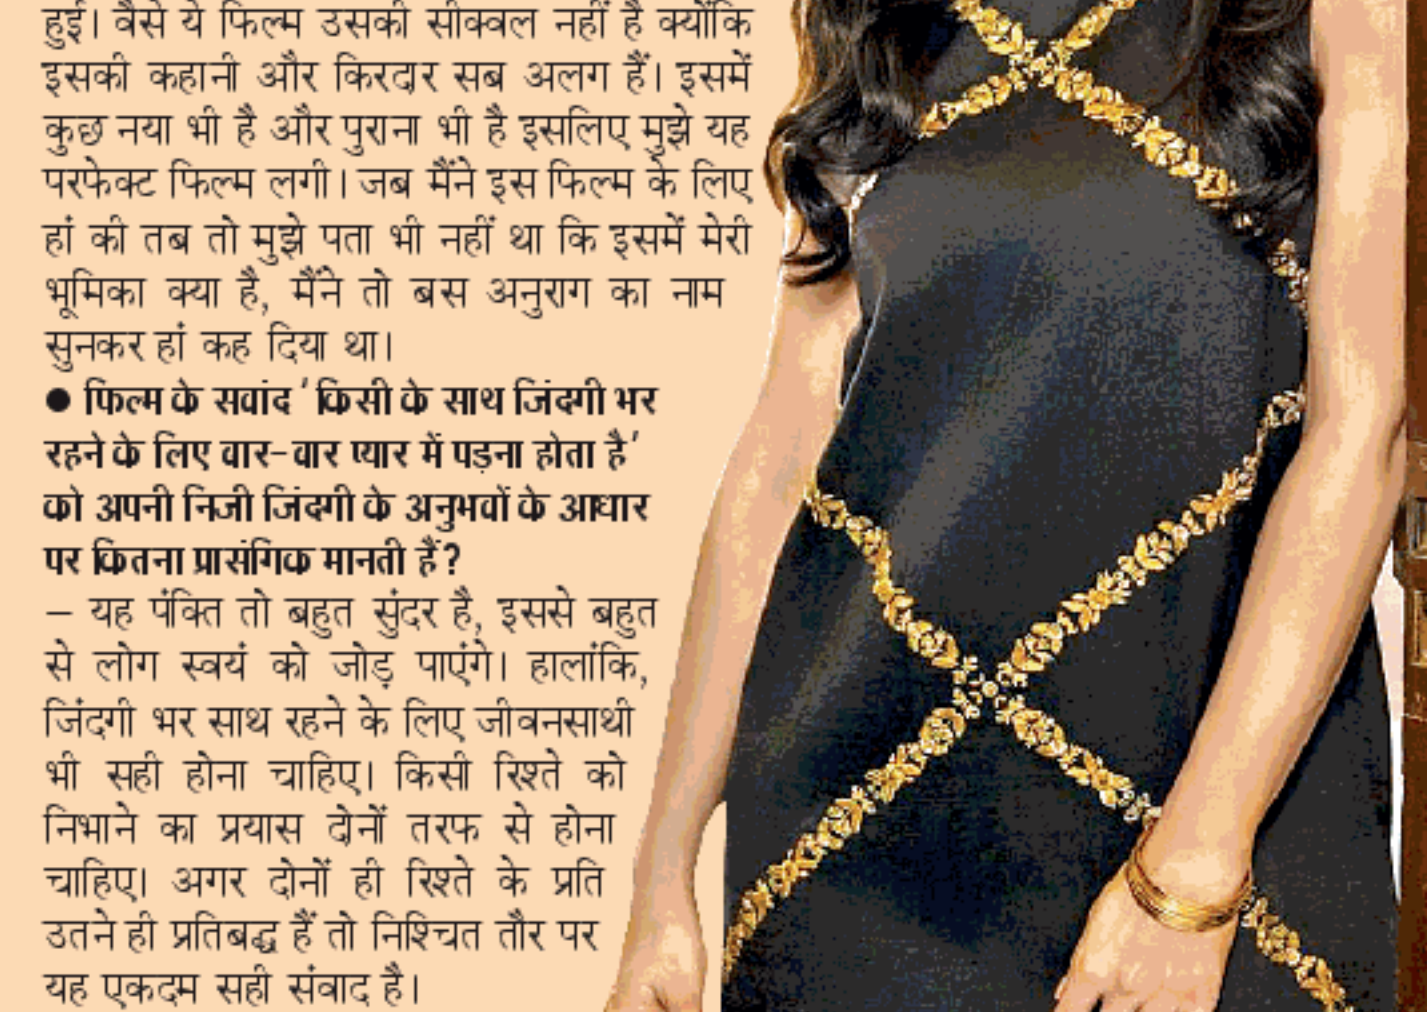 हुई। वैसे ये फिल्म उसकी सीक्वल नहीं है क्योंकि
इसकी कहानी और किरदार सब अलग हैं। इसमें
कुछ नया भी है और पुराना भी है इसलिए मुझे यह
परफेक्ट फिल्म लगी। जब मैंने इस फिल्म के लिए
हां की तब तो मुझे पता भी नहीं था कि इसमें मेरी
भूमिका क्या है, मैंने तो बस अनुराग का नाम
सुनकर हां कह दिया था।
● फिल्म के सवांद ‘किसी के साथ जिंदगी भर
रहने के लिए वार-वार प्यार में पड़ना होता है’
को अपनी निजी जिंदगी के अनुभवों के आधार
पर कितना प्रासंगिक मानती हैं?
– यह पंक्ति तो बहुत सुंदर है, इससे बहुत
से लोग स्वयं को जोड़ पाएंगे। हालांकि,
जिंदगी भर साथ रहने के लिए जीवनसाथी
भी सही होना चाहिए। किसी रिश्ते को
निभाने का प्रयास दोनों तरफ से होना
चाहिए। अगर दोनों ही रिश्ते के प्रति
उतने ही प्रतिबद्ध हैं तो निश्चित तौर पर
यह एकदम सही संवाद है।